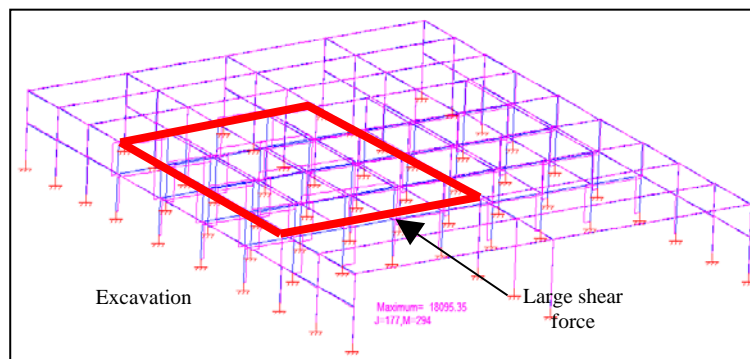 Excavation
Maximum= 18095.35
J=177,M=294
Large shear
force